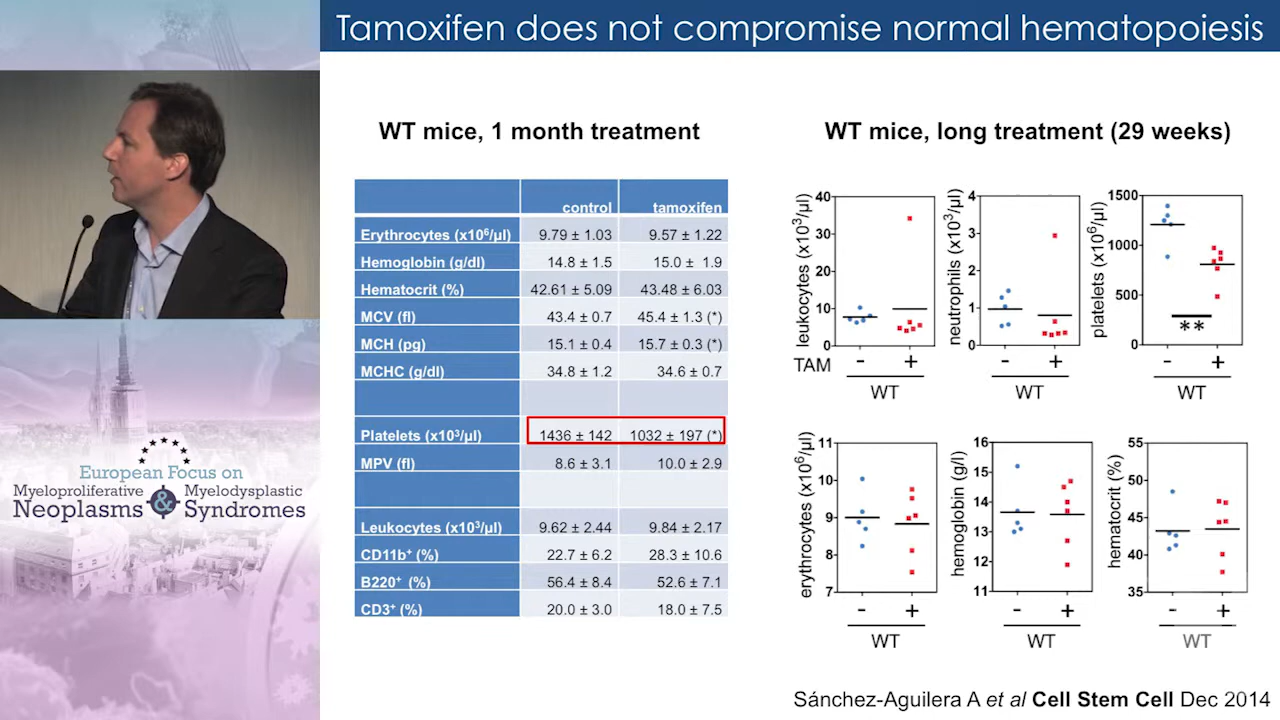 Tamoxifen does not compromise normal hematopoiesis
WT mice, 1 month treatment
control tamoxifen
Erythrocytes (x10⁶/µl) 9.79 ± 1.03 9.57 ± 1.22
Hemoglobin (g/dl) 14.8 ± 1.5 15.0 ± 1.9
Hematocrit (%) 42.61 ± 5.09 43.48 ± 6.03
MCV (fl) 43.4 ± 0.7 45.4 ± 1.3 (*)
MCH (pg) 15.1 ± 0.4 15.7 ± 0.3 (*)
MCHC (g/dl) 34.8 ± 1.2 34.6 ± 0.7
Platelets (x10³/µl) 1436 ± 142 1032 ± 197 (*)
MPV (fl) 8.6 ± 3.1 10.0 ± 2.9
Leukocytes (x10³/µl) 9.62 ± 2.44 9.84 ± 2.17
CD11b⁺ (%) 22.7 ± 6.2 28.3 ± 10.6
B220⁺ (%) 56.4 ± 8.4 52.6 ± 7.1
CD3⁺ (%) 20.0 ± 3.0 18.0 ± 7.5
WT mice, long treatment (29 weeks)
leukocytes (x10³/µl)
40
30
20
10
0
TAM - +
WT
neutrophils (x10³/µl)
4
3
2
1
0
- +
WT
platelets (x10⁶/µl)
1500
1000
500
0
**
- +
WT
erythrocytes (x10⁶/µl)
11
10
9
8
7
- +
WT
hemoglobin (g/l)
16
15
14
13
12
11
- +
WT
hematocrit (%)
55
50
45
40
35
- +
WT
Sánchez-Aguilera A et al Cell Stem Cell Dec 2014
European Focus on
Myeloproliferative Neoplasms & Myelodysplastic Syndromes